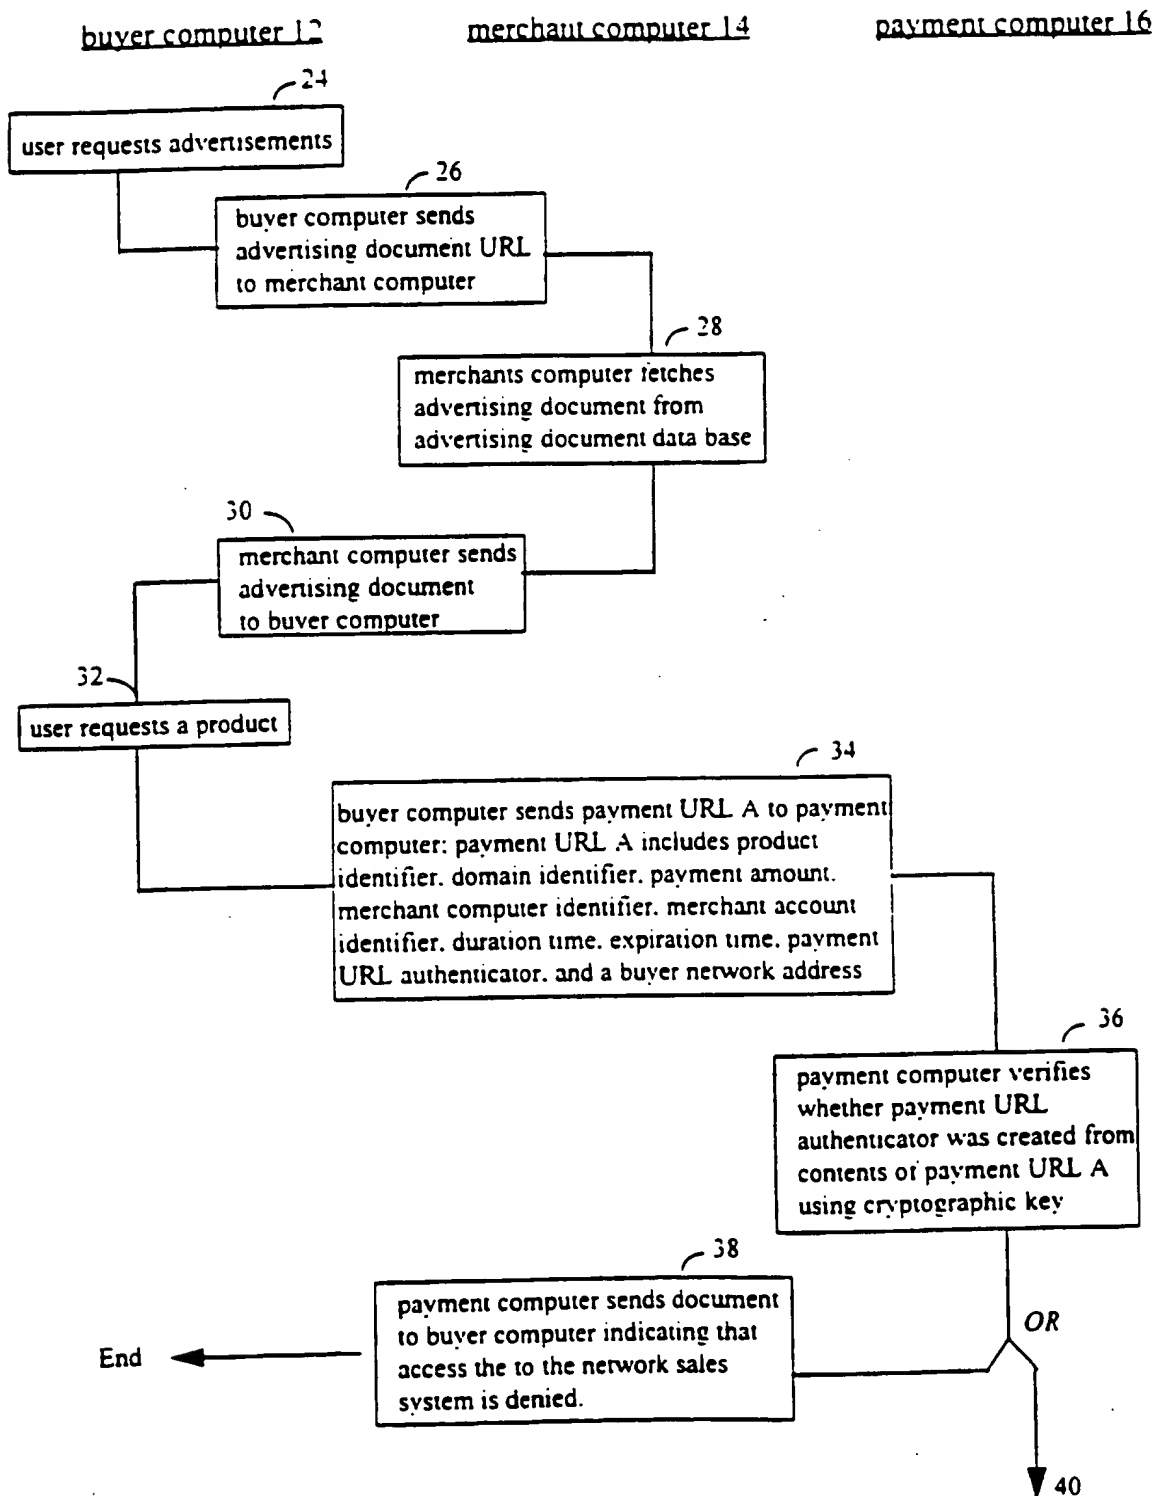 buyer computer 12
merchant computer 14
payment computer 16
24
user requests advertisements
26
buyer computer sends
advertising document URL
to merchant computer
28
merchants computer fetches
advertising document from
advertising document data base
30
merchant computer sends
advertising document
to buyer computer
32
user requests a product
34
buyer computer sends payment URL A to payment
computer: payment URL A includes product
identifier, domain identifier, payment amount,
merchant computer identifier, merchant account
identifier, duration time, expiration time, payment
URL authenticator, and a buyer network address
36
payment computer verifies
whether payment URL
authenticator was created from
contents of payment URL A
using cryptographic key
38
payment computer sends document
to buyer computer indicating that
access the to the network sales
system is denied.
End
OR
40